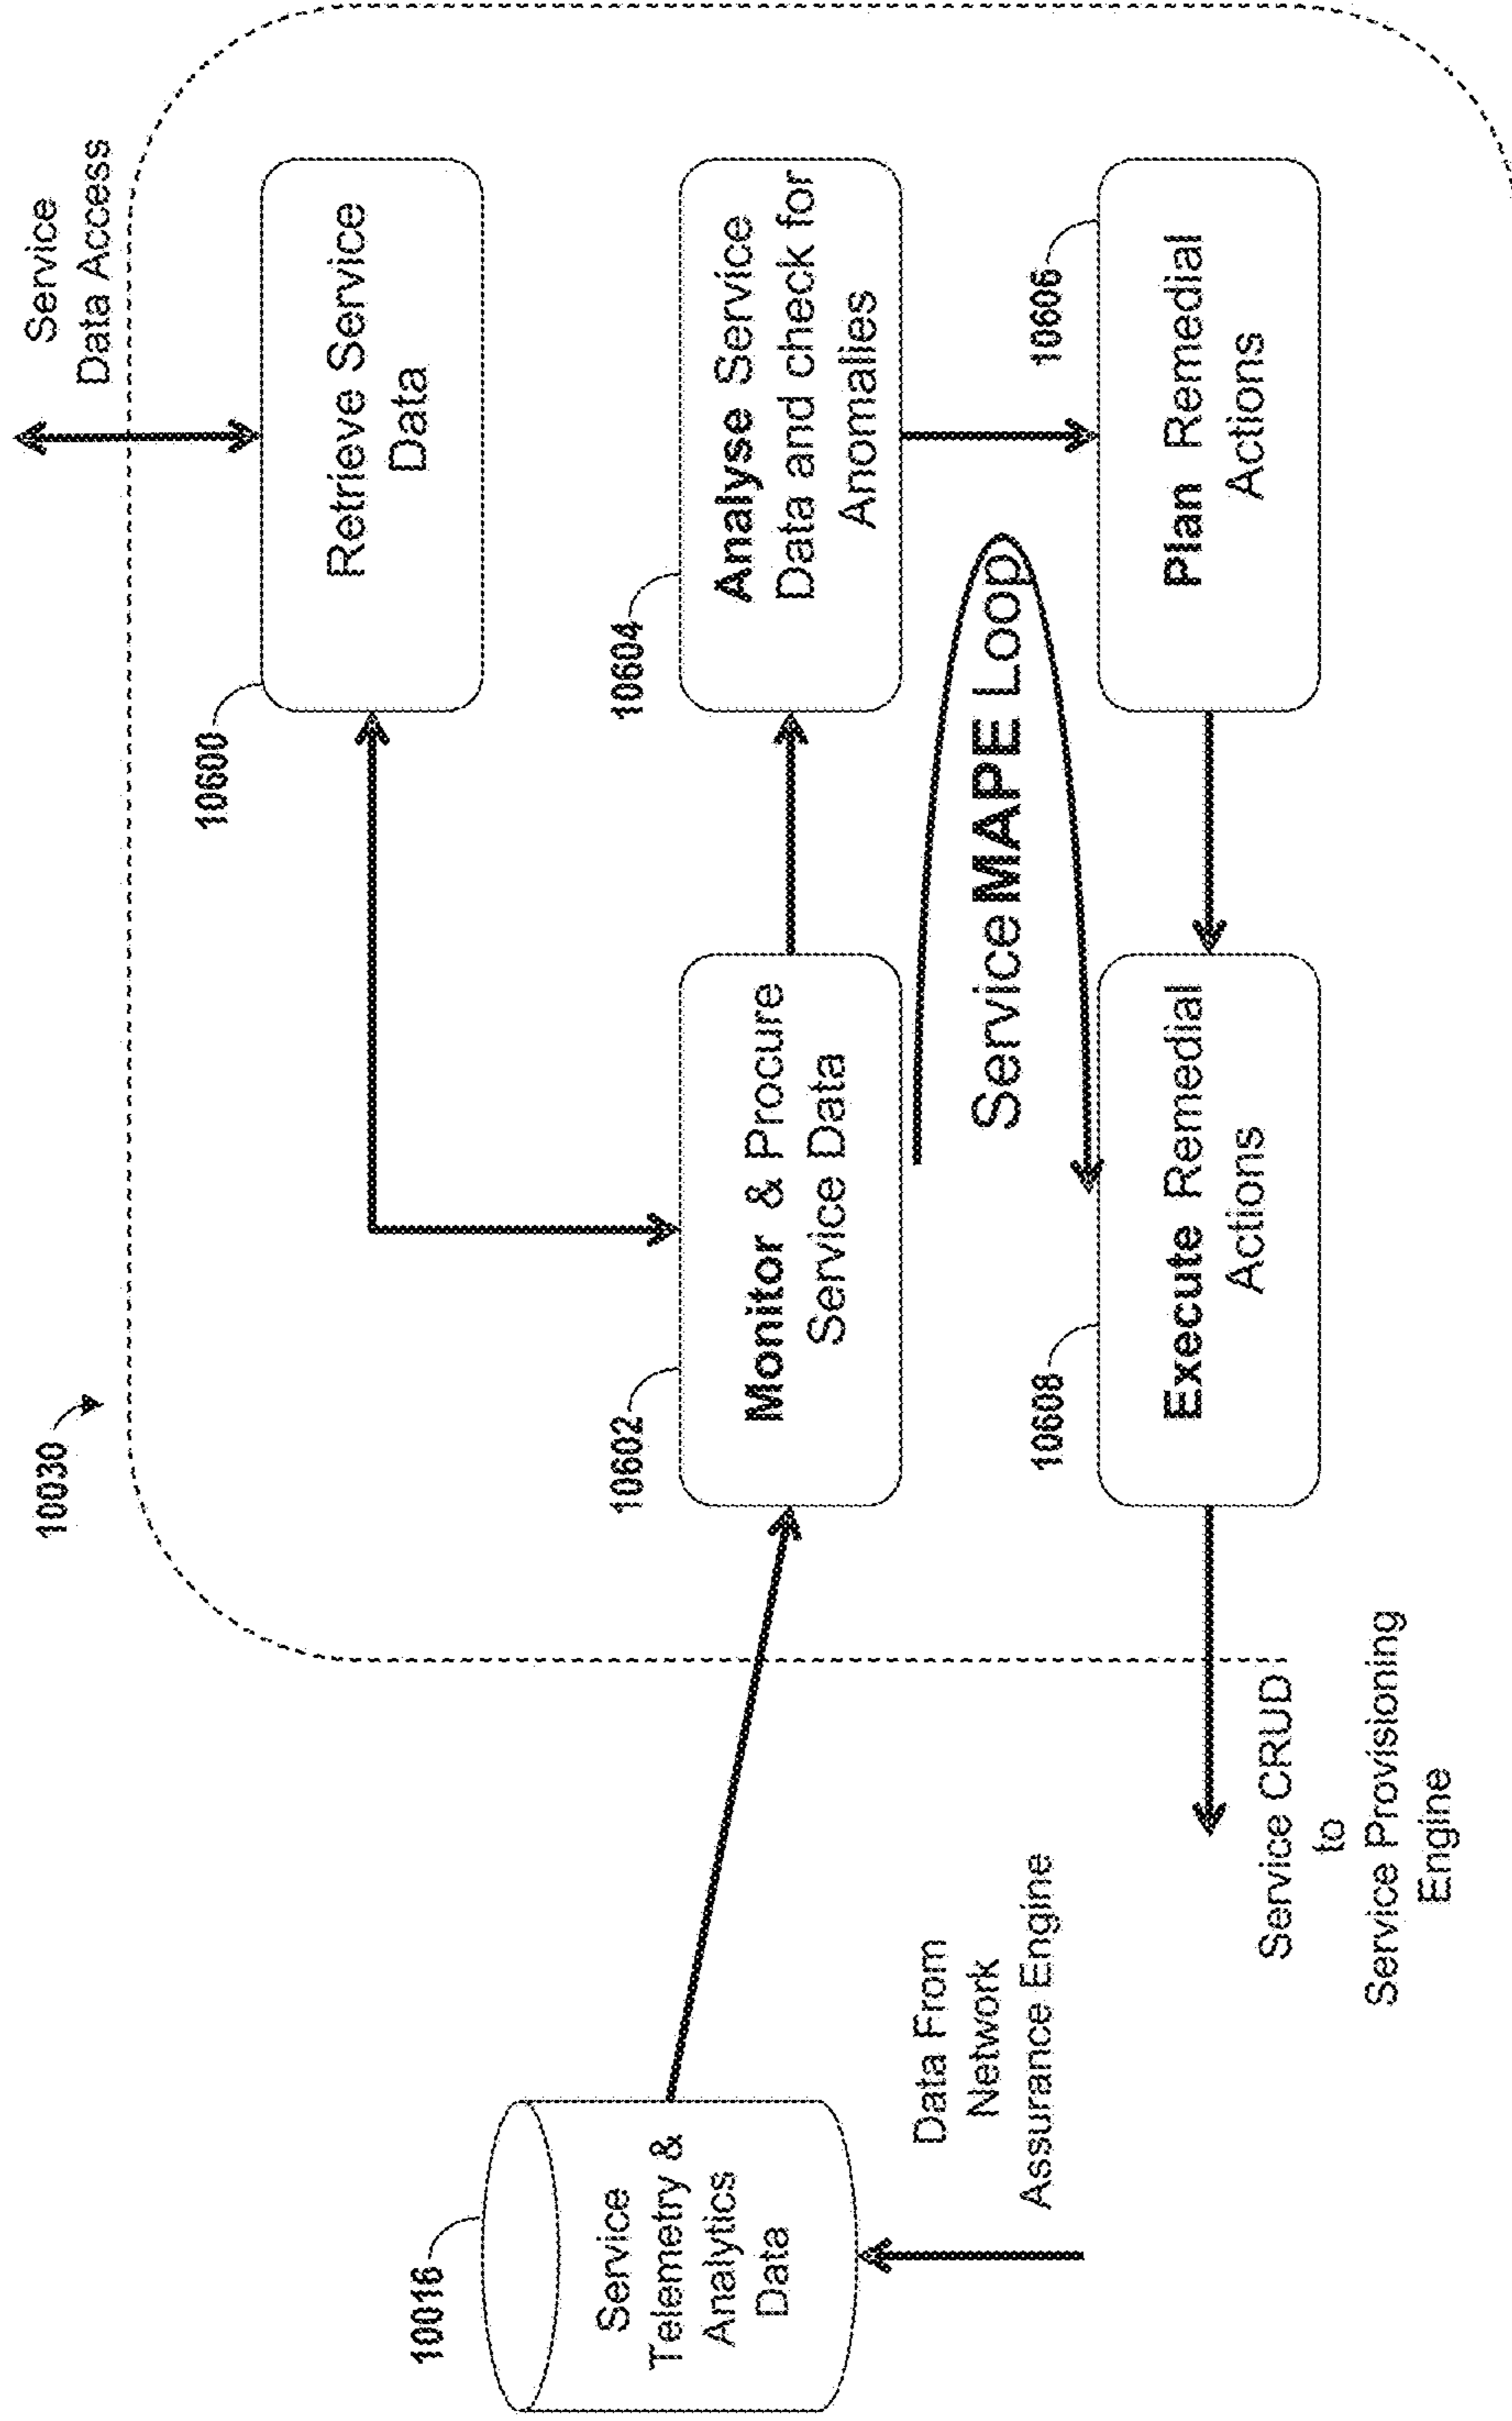 10030
Service
Data Access
10600
Retrieve Service
Data
10016
Service
Telemetry &
Analytics
Data
10602
Monitor & Procure
Service Data
10604
Analyse Service
Data and check for
Anomalies
Data From
Network
Assurance Engine
Service MAPE Loop
10608
Execute Remedial
Actions
10606
Plan Remedial
Actions
Service CRUD
to
Service Provisioning
Engine